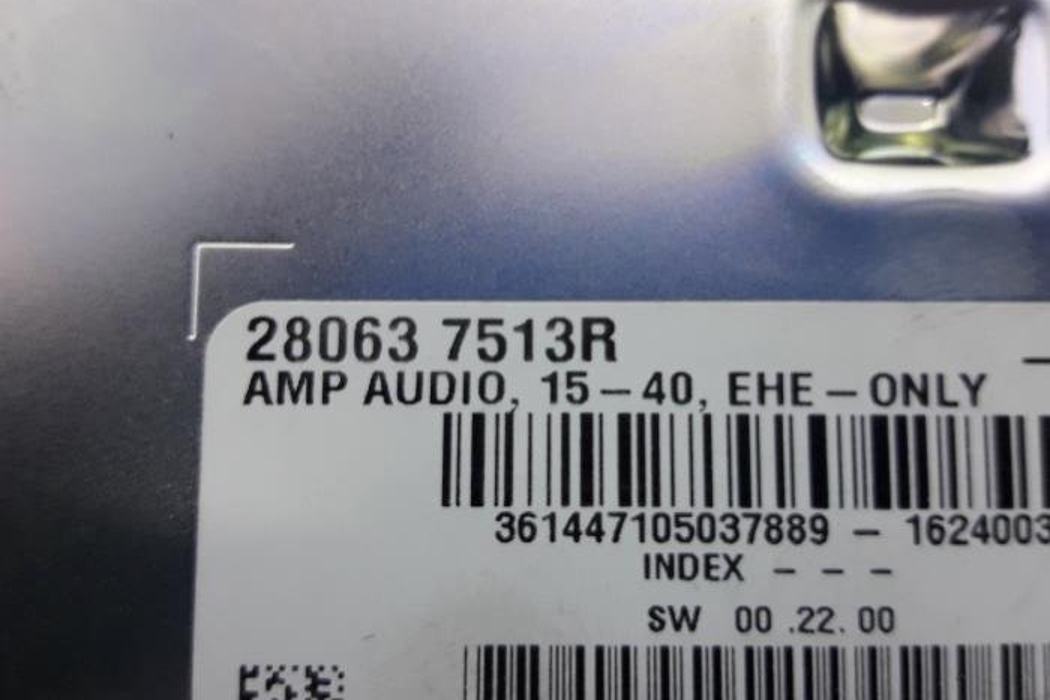 28063 7513R
AMP AUDIO, 15-40, EHE-ONLY
361447105037889 - 1624003
INDEX - - -
SW 00.22.00